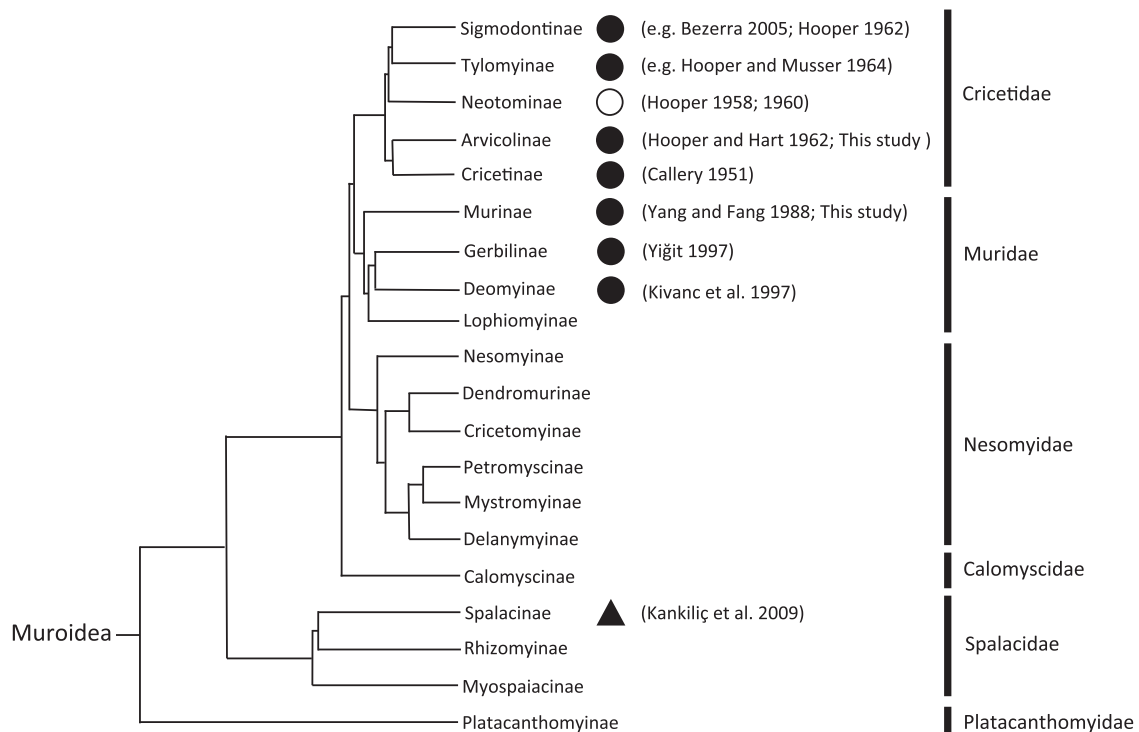 Sigmodontinae (e.g. Bezerra 2005; Hooper 1962)
Tylomyinae (e.g. Hooper and Musser 1964)
Neotominae (Hooper 1958; 1960)
Cricetidae
Arvicolinae (Hooper and Hart 1962; This study )
Cricetinae (Callery 1951)
Murinae (Yang and Fang 1988; This study)
Gerbilinae (Yiğit 1997)
Muridae
Deomyinae (Kivanc et al. 1997)
Lophiomyinae
Nesomyinae
Dendromurinae
Cricetomyinae
Nesomyidae
Petromyscinae
Mystromyinae
Delanymyinae
Calomyscinae
Calomyscidae
Spalacinae (Kankiliç et al. 2009)
Muroidea
Rhizomyinae
Spalacidae
Myospaiacinae
Platacanthomyinae
Platacanthomyidae